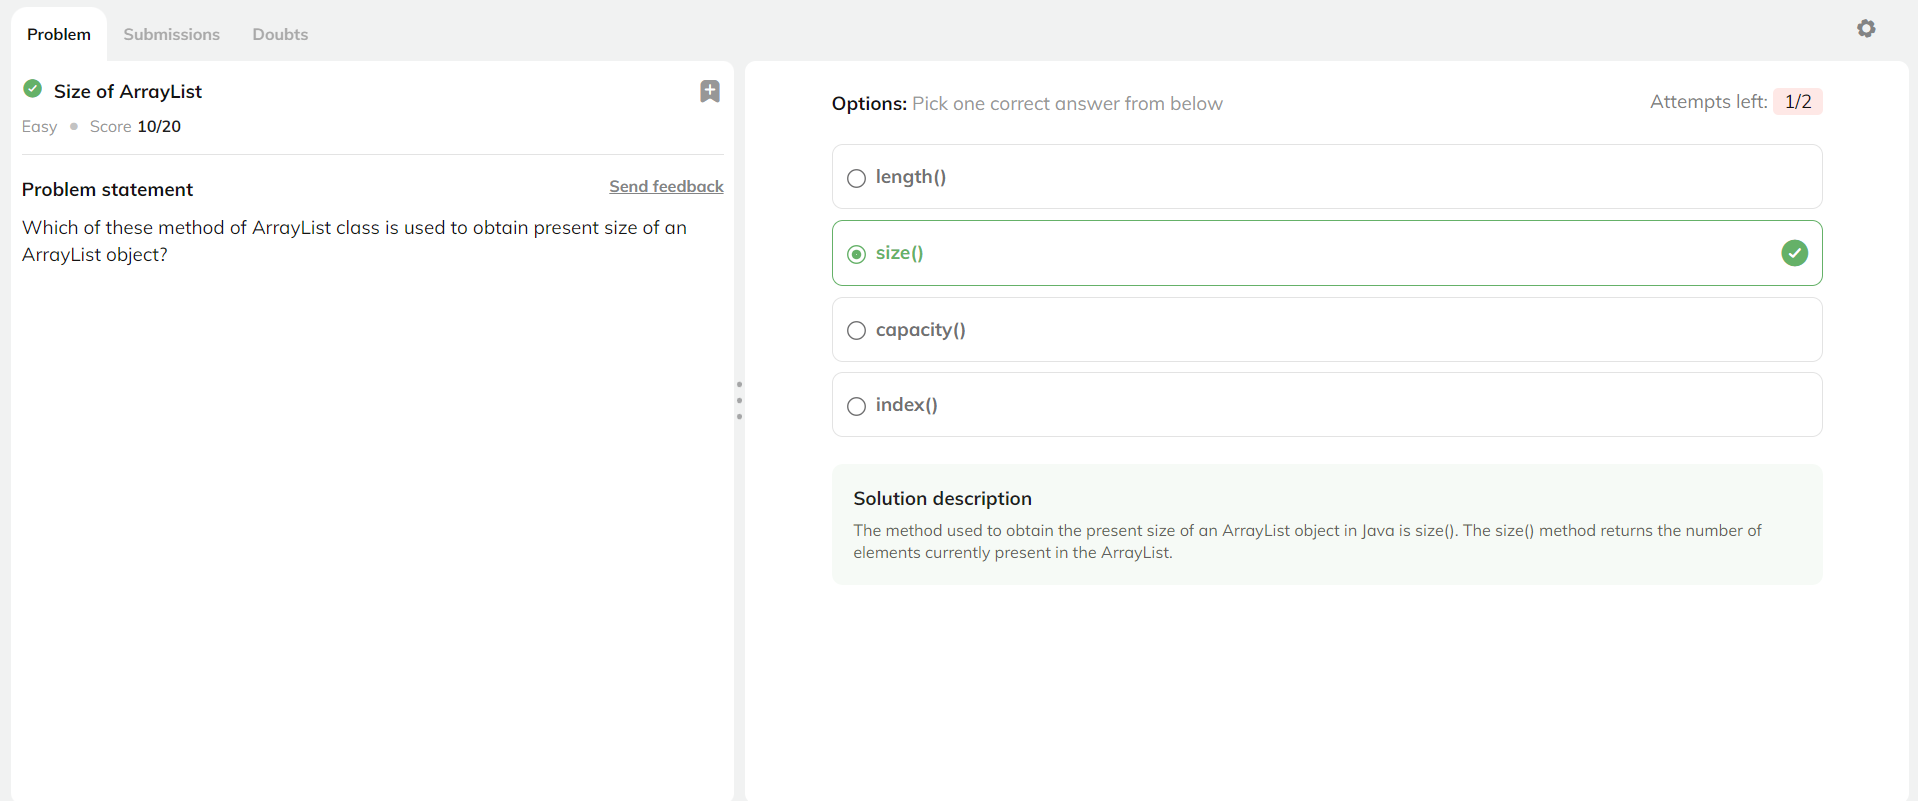 Problem Submissions Doubts
Size of ArrayList
Easy Score 10/20
Problem statement
Send feedback
Which of these method of ArrayList class is used to obtain present size of an
ArrayList object?
Options: Pick one correct answer from below
Attempts left: 1/2
length()
size()
capacity()
index()
Solution description
The method used to obtain the present size of an ArrayList object in Java is size(). The size() method returns the number of
elements currently present in the ArrayList.